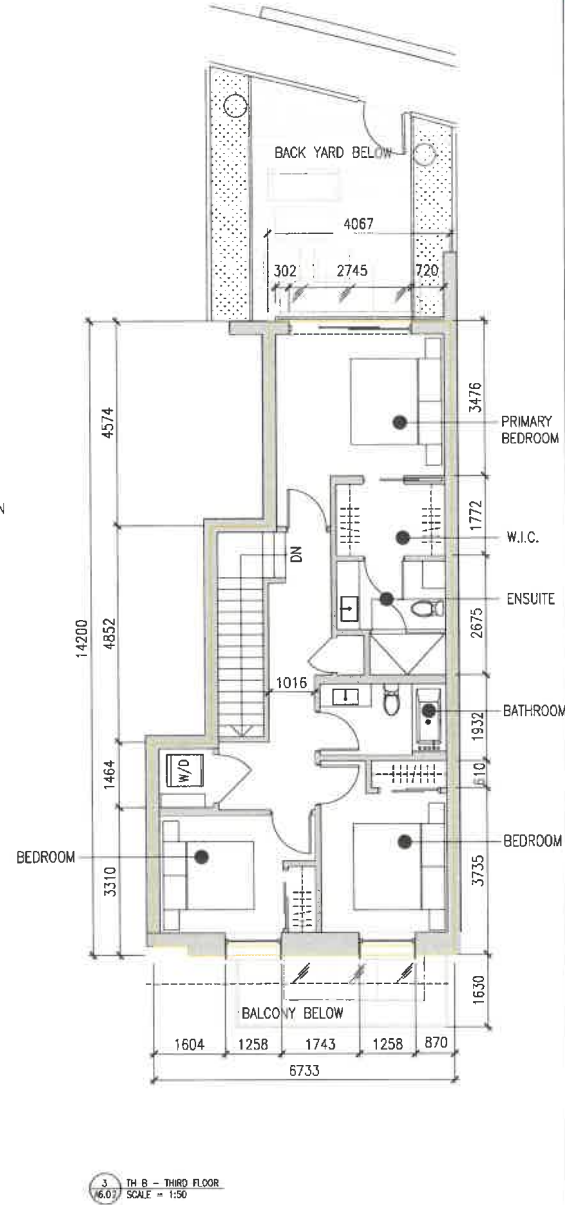 BACK YARD BELOW
4067
302
2745
720
4574
3476
PRIMARY
BEDROOM
N
1772
W.I.C.
DN
ENSUITE
14200
4852
2675
1016
BATHROOM
1932
1464
W/D
610
BEDROOM
BEDROOM
3310
3735
1630
BALCONY BELOW
1604
1258
1743
1258
870
6733
3
TH B - THIRD FLOOR
SCALE = 1:50